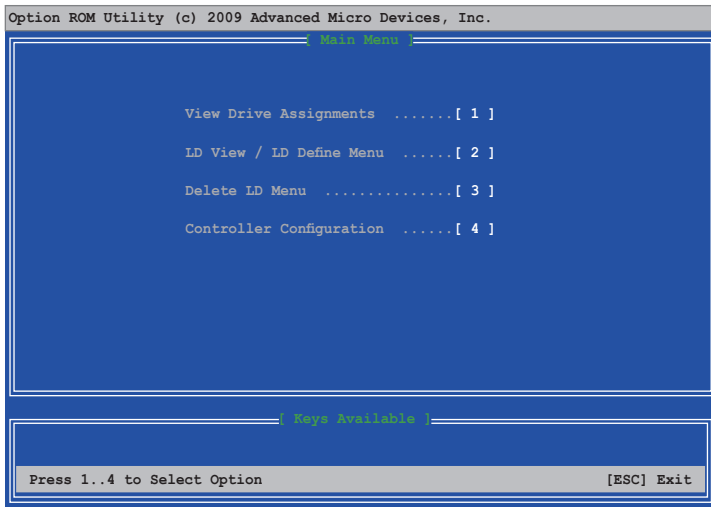 Option ROM Utility (c) 2009 Advanced Micro Devices, Inc.
[ Main Menu ]
View Drive Assignments .......[ 1 ]
LD View / LD Define Menu ......[ 2 ]
Delete LD Menu ...............[ 3 ]
Controller Configuration ......[ 4 ]
[ Keys Available ]
Press 1..4 to Select Option [ESC] Exit